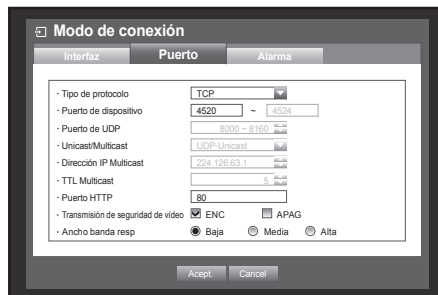 Modo de conexión
Interfaz Puerto Alarma
· Tipo de protocolo TCP
· Puerto de dispositivo 4520 ~ 4524
· Puerto de UDP 8000 ~ 8160
· Unicast/Multicast UDP-Unicast
· Dirección IP Multicast 224.126.63.1
· TTL Multicast 5
· Puerto HTTP 80
· Transmisión de seguridad de vídeo ENC APAG
· Ancho banda resp Baja Media Alta
Acept. Cancel